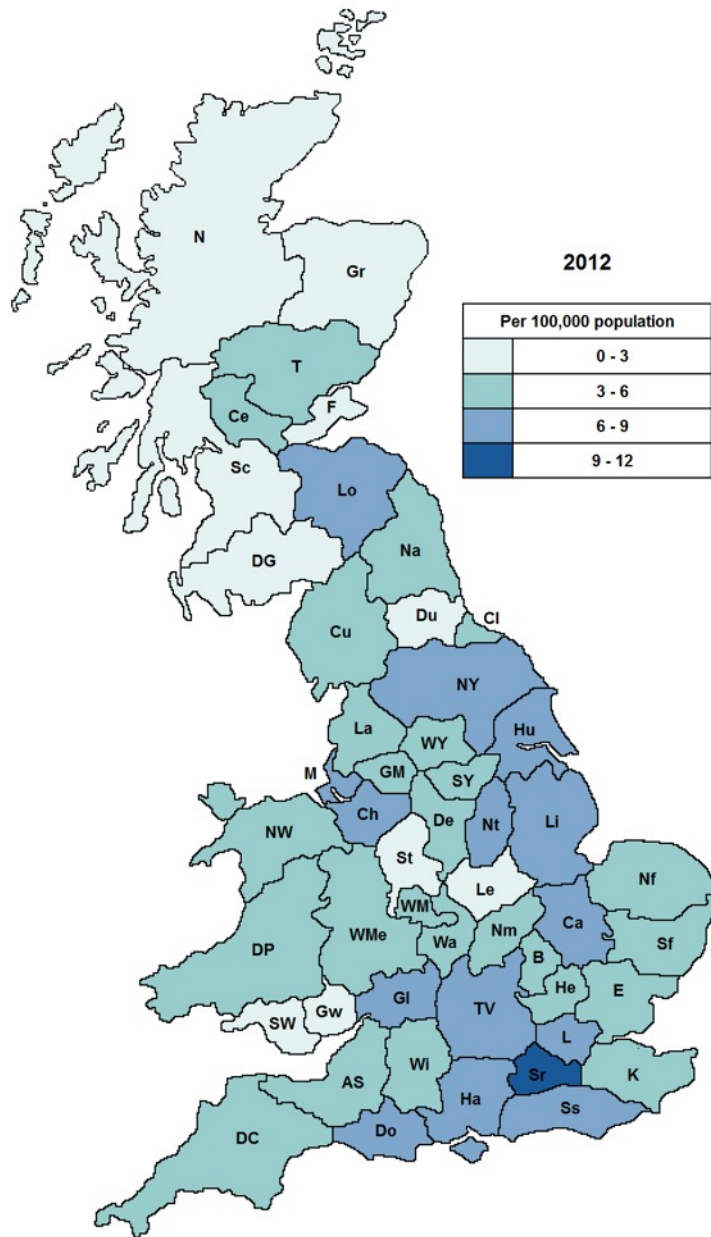 N
Gr
2012
Per 100,000 population
0 - 3
3 - 6
6 - 9
9 - 12
T
F
Ce
Sc
Lo
Na
DG
Du
Cl
Cu
NY
Hu
La
WY
M
GM
SY
Ch
De
Nt
Li
NW
St
Le
Nf
WM
WMe
Wa
Nm
Ca
Sf
DP
B
He
E
Gw
Gl
TV
SW
L
AS
Wi
Sr
K
Ha
Ss
DC
Do